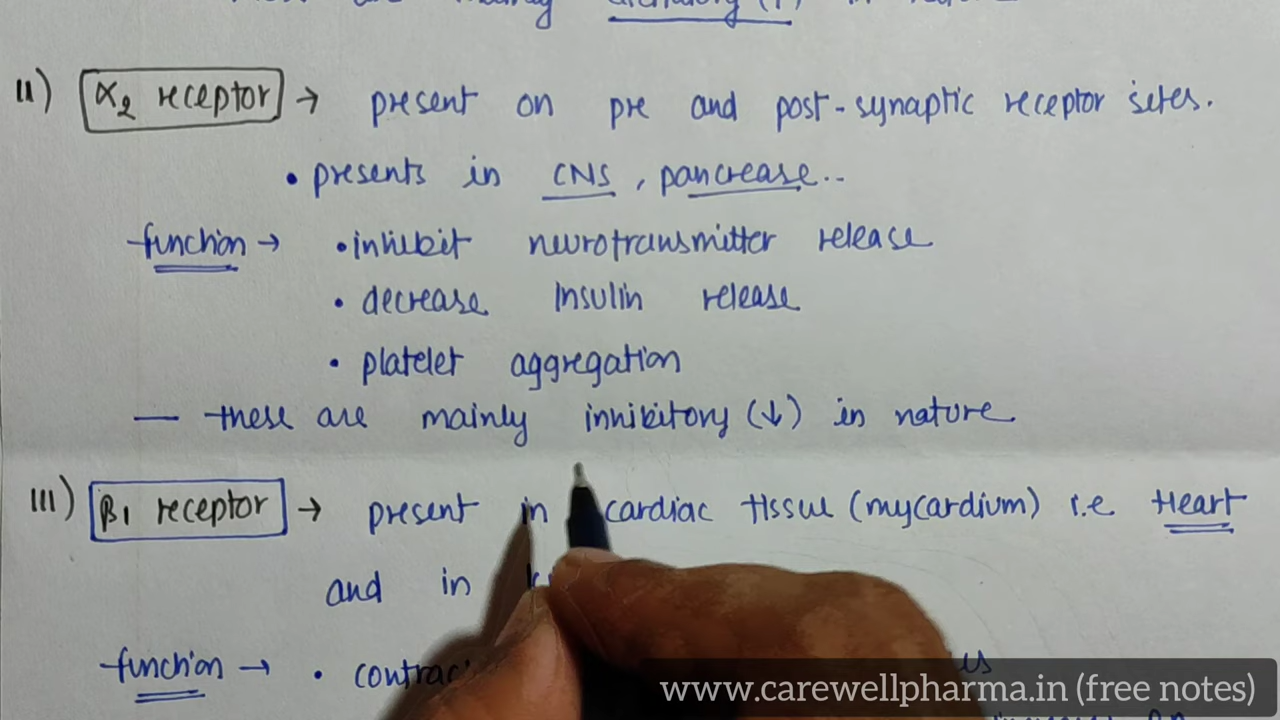 II) α2 receptor → present on pre and post-synaptic receptor sites.
• presents in CNS, pancrease..
function → • inhibit neurotransmitter release
• decrease Insulin release
• platelet aggregation
— these are mainly inhibitory (↓) in nature
III) β1 receptor → present in cardiac tissue (mycardium) i.e Heart
and in
function → •
www.carewellpharma.in (free notes)